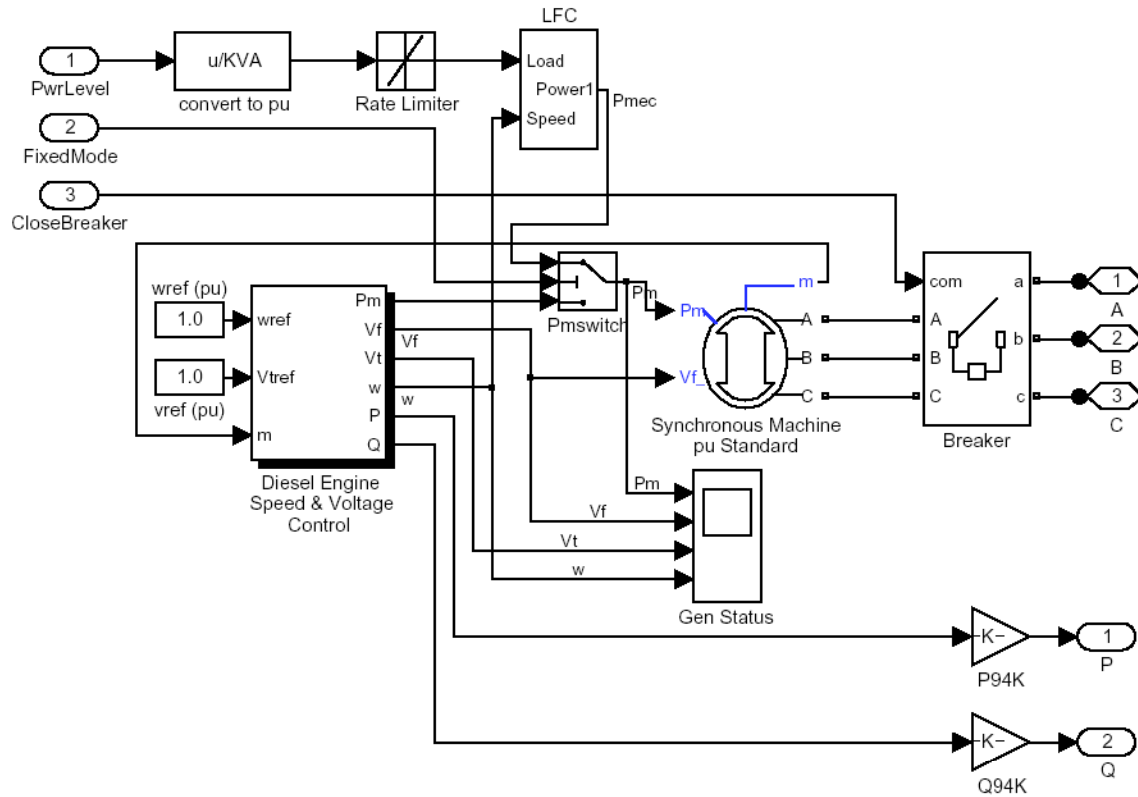 LFC
1
PwrLevel
u/KVA
convert to pu
Rate Limiter
Load
Power1
Speed
Pmec
2
FixedMode
3
CloseBreaker
wref (pu)
1.0
1.0
vref (pu)
wref
Vtref
m
Pm
Vf
Vt
w
P
Q
Vf
w
Diesel Engine
Speed & Voltage
Control
Pm
Pmswitch
Pm
Vf_
m
A
B
C
Synchronous Machine
pu Standard
com
A
B
C
a
b
c
Breaker
1
A
2
B
3
C
Pm
Vf
Vt
w
Gen Status
-K-
P94K
1
P
-K-
Q94K
2
Q